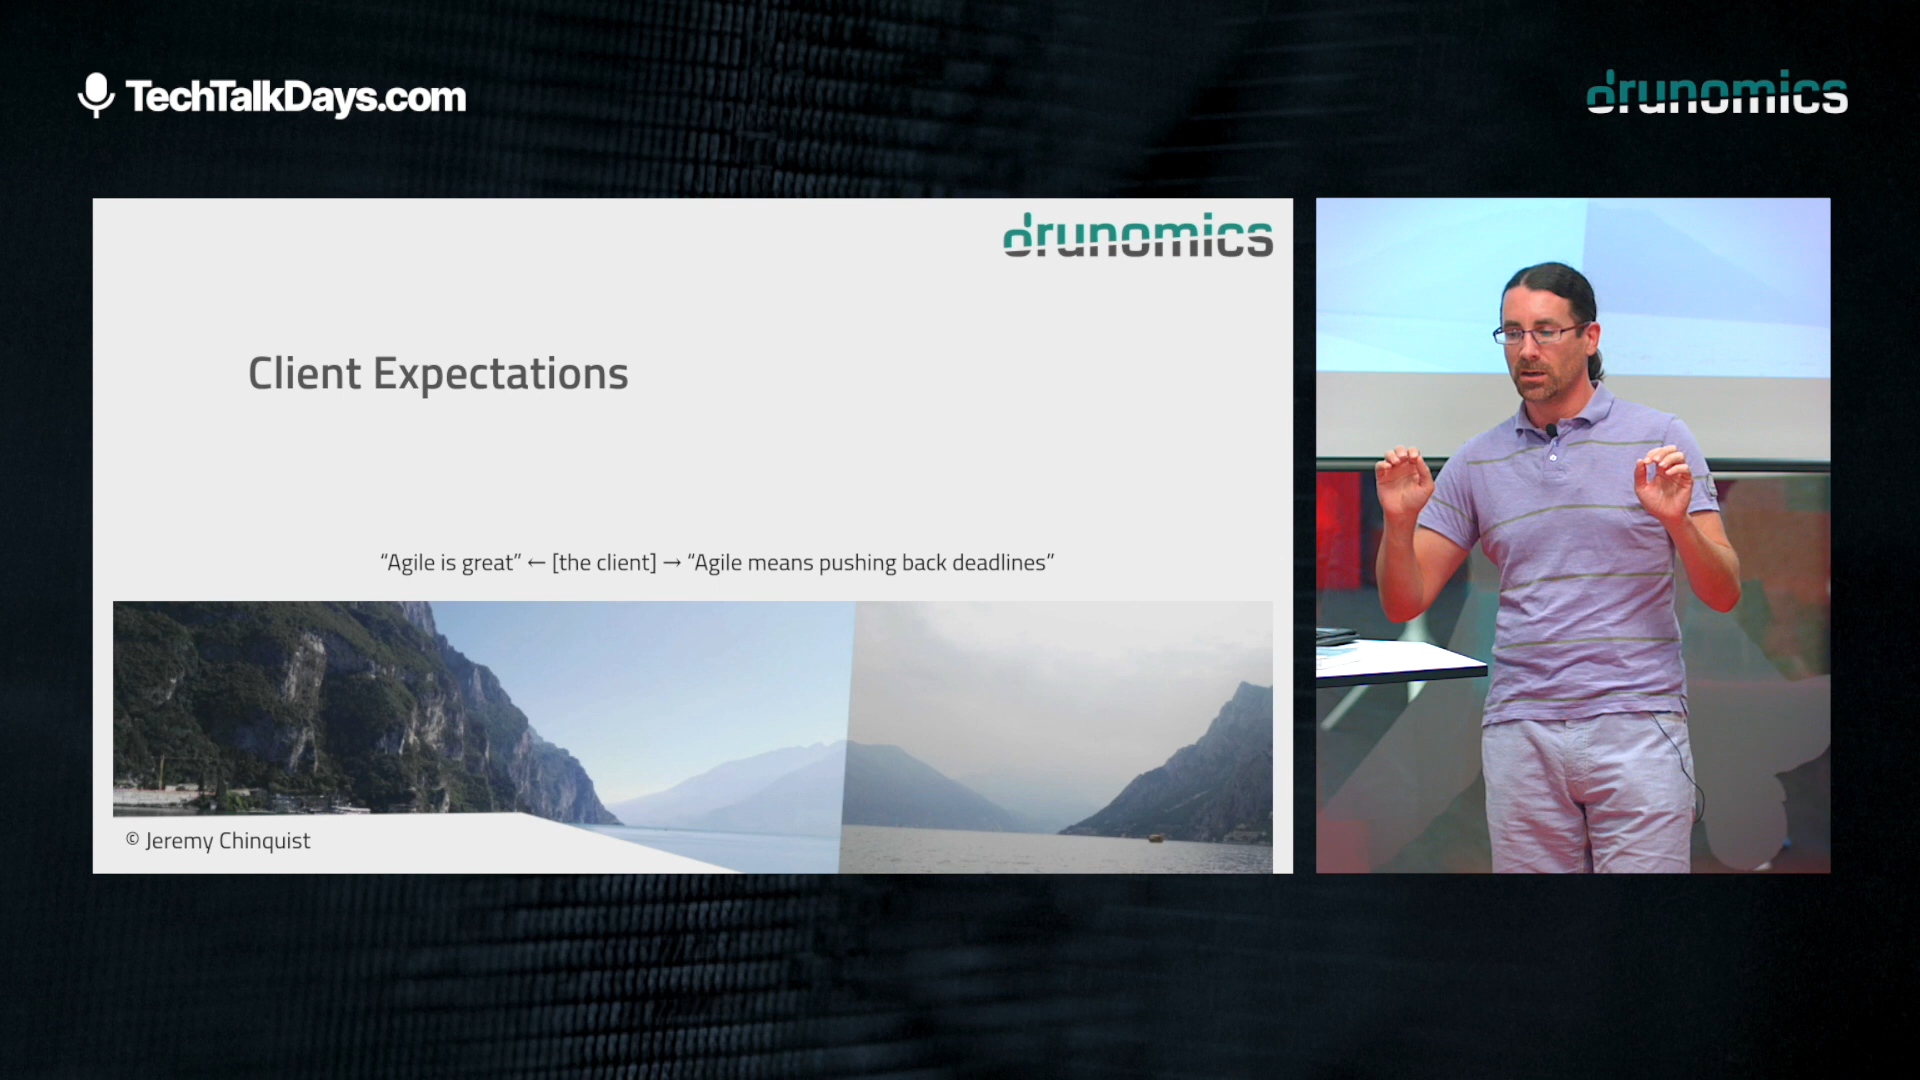 TechTalkDays.com
drunomics
drunomics
Client Expectations
“Agile is great” ← [the client] → “Agile means pushing back deadlines”
© Jeremy Chinquist